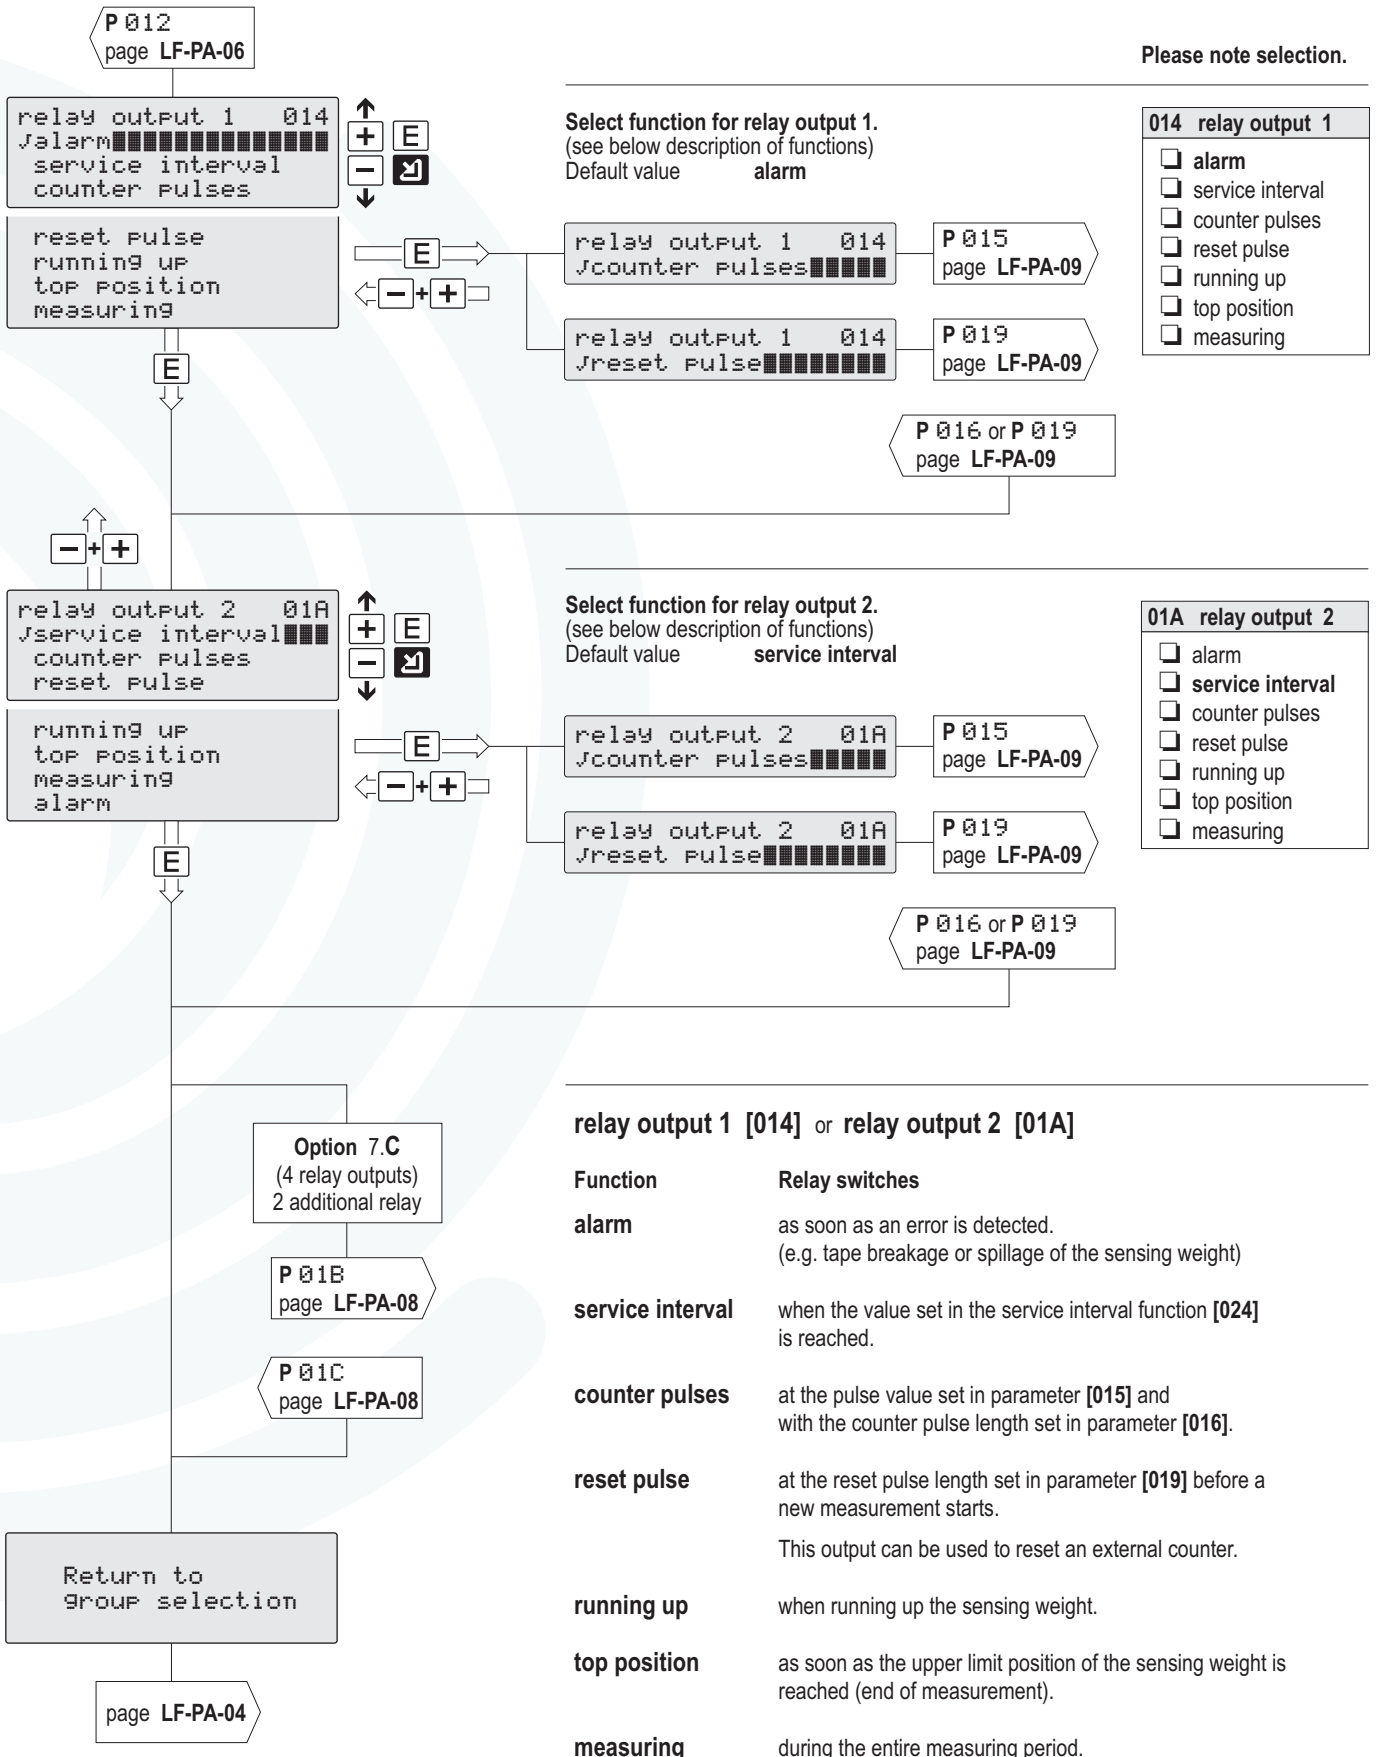 P 012
page LF-PA-06
Please note selection.
relay output 1 014
√alarm
service interval
counter pulses
reset pulse
running up
top position
measuring
+ E
−
E
− + +
E
Select function for relay output 1.
(see below description of functions)
Default value alarm
relay output 1 014
√counter pulses
P 015
page LF-PA-09
relay output 1 014
√reset pulse
P 019
page LF-PA-09
014 relay output 1
❑ alarm
❑ service interval
❑ counter pulses
❑ reset pulse
❑ running up
❑ top position
❑ measuring
P 016 or P 019
page LF-PA-09
− + +
relay output 2 01A
√service interval
counter pulses
reset pulse
running up
top position
measuring
alarm
+ E
−
E
− + +
E
Select function for relay output 2.
(see below description of functions)
Default value service interval
relay output 2 01A
√counter pulses
P 015
page LF-PA-09
relay output 2 01A
√reset pulse
P 019
page LF-PA-09
01A relay output 2
❑ alarm
❑ service interval
❑ counter pulses
❑ reset pulse
❑ running up
❑ top position
❑ measuring
P 016 or P 019
page LF-PA-09
Option 7.C
(4 relay outputs)
2 additional relay
P 01B
page LF-PA-08
P 01C
page LF-PA-08
Return to
group selection
page LF-PA-04
relay output 1 [014] or relay output 2 [01A]
Function Relay switches
alarm as soon as an error is detected.
(e.g. tape breakage or spillage of the sensing weight)
service interval when the value set in the service interval function [024]
is reached.
counter pulses at the pulse value set in parameter [015] and
with the counter pulse length set in parameter [016].
reset pulse at the reset pulse length set in parameter [019] before a
new measurement starts.
This output can be used to reset an external counter.
running up when running up the sensing weight.
top position as soon as the upper limit position of the sensing weight is
reached (end of measurement).
measuring during the entire measuring period.